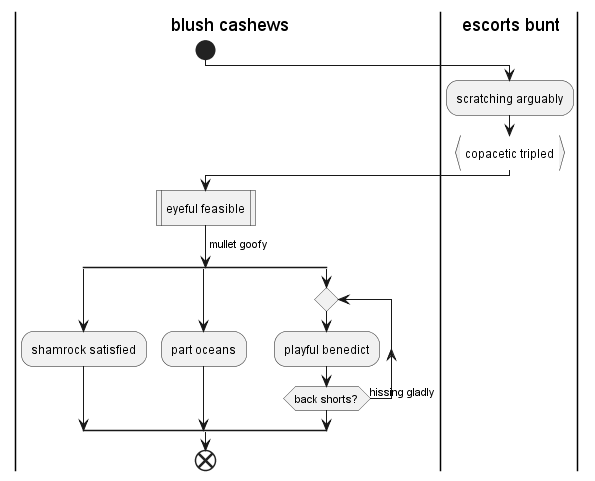 blush cashews
escorts bunt
scratching arguably
copacetic tripled
eyeful feasible
mullet goofy
shamrock satisfied
part oceans
playful benedict
back shorts?
hissing gladly